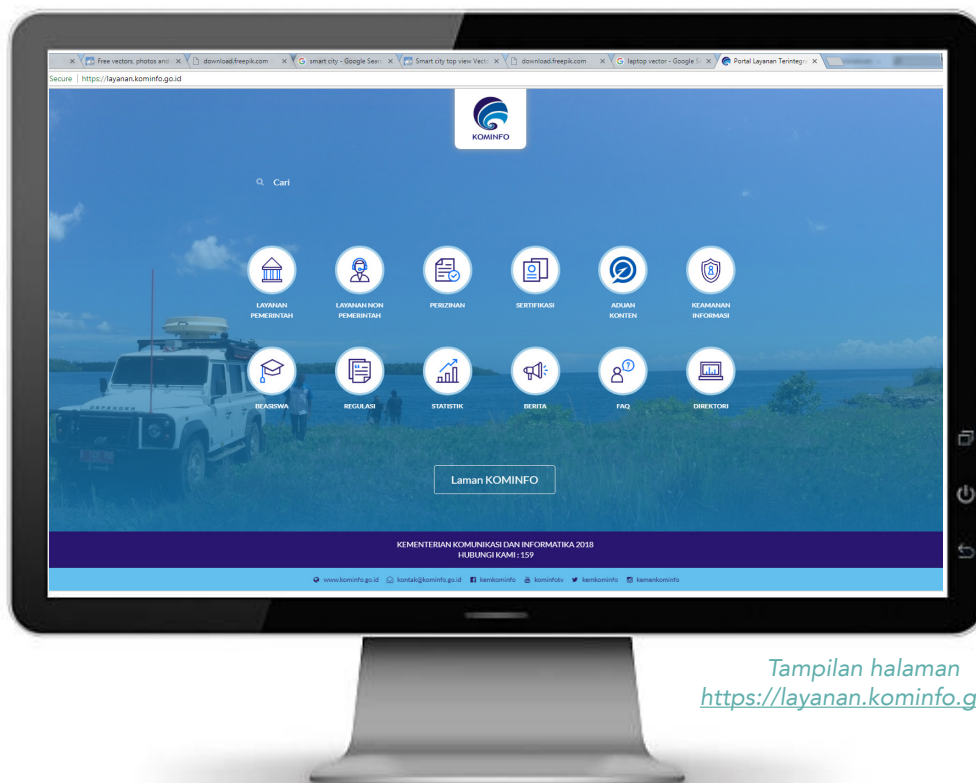 Free vectors, photos and
download.freepik.com
smart city - Google Sear
Smart city top view Vecto
download.freepik.com
laptop vector - Google S
Portal Layanan Terintegr
Secure | https://layanan.kominfo.go.id
KOMINFO
Cari
LAYANAN
PEMERINTAH
LAYANAN NON
PEMERINTAH
PERIZINAN
SERTIFIKASI
ADUAN
KONTEN
KEAMANAN
INFORMASI
DEFENDER
BEASISWA
REGULASI
STATISTIK
BERITA
FAQ
DIREKTORI
Laman KOMINFO
KEMENTERIAN KOMUNIKASI DAN INFORMATIKA 2018
HUBUNGI KAMI : 159
www.kominfo.go.id kontak@kominfo.go.id kemkominfo kominfotv kemkominfo kemenkominfo
Tampilan halaman
https://layanan.kominfo.g